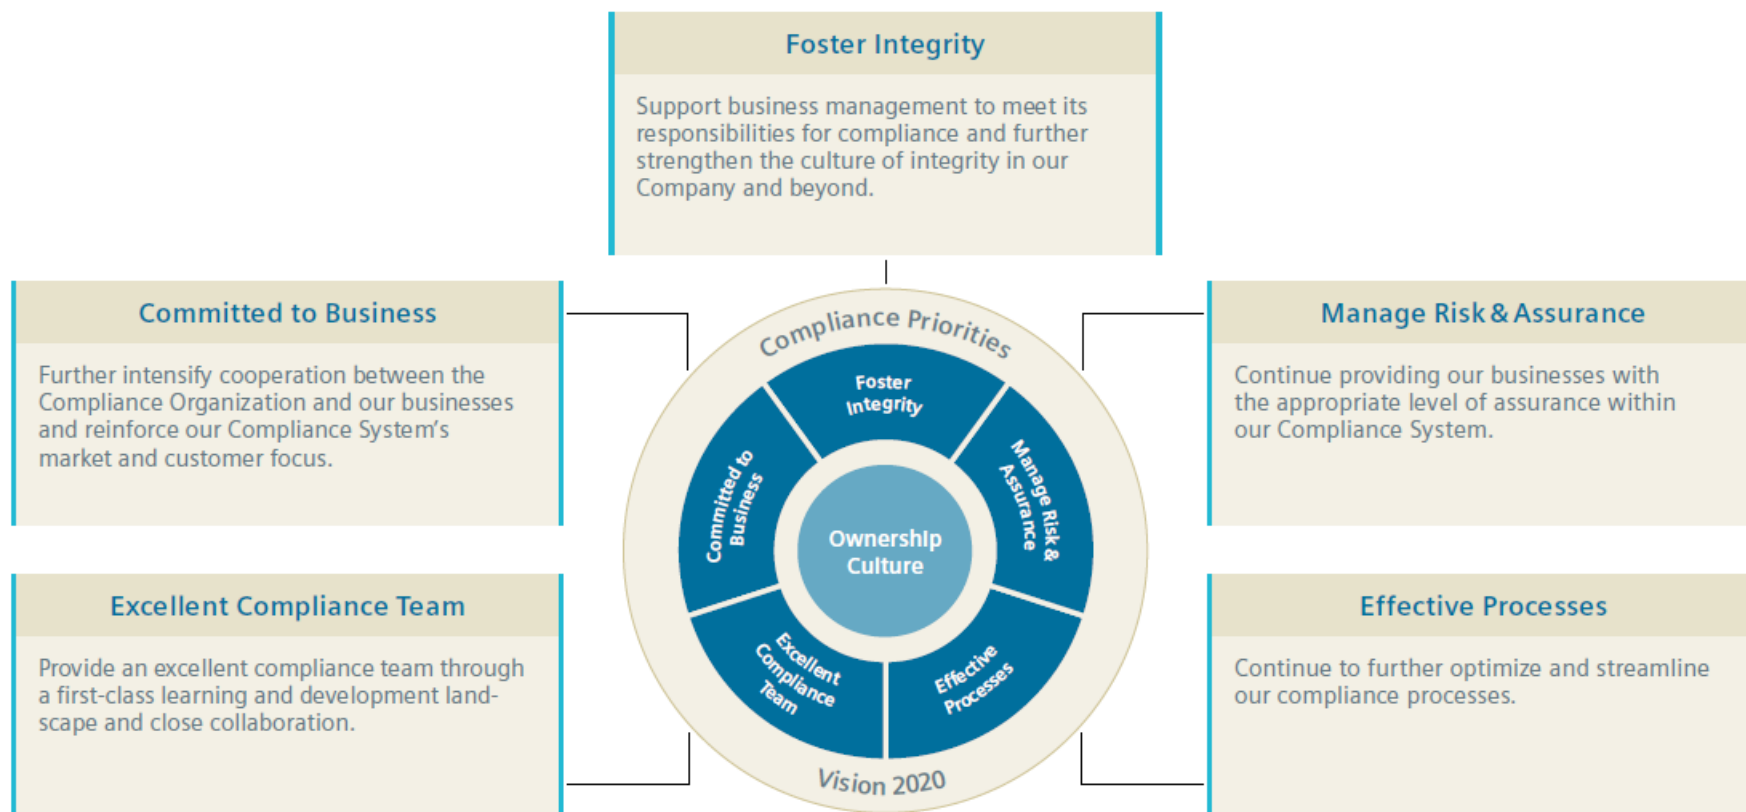 Foster Integrity
Support business management to meet its
responsibilities for compliance and further
strengthen the culture of integrity in our
Company and beyond.
Committed to Business
Further intensify cooperation between the
Compliance Organization and our businesses
and reinforce our Compliance System’s
market and customer focus.
Manage Risk & Assurance
Continue providing our businesses with
the appropriate level of assurance within
our Compliance System.
Excellent Compliance Team
Provide an excellent compliance team through
a first-class learning and development land-
scape and close collaboration.
Effective Processes
Continue to further optimize and streamline
our compliance processes.
Compliance Priorities
Foster
Integrity
Manage Risk &
Assurance
Effective
Processes
Excellent
Compliance
Team
Committed to
Business
Ownership
Culture
Vision 2020